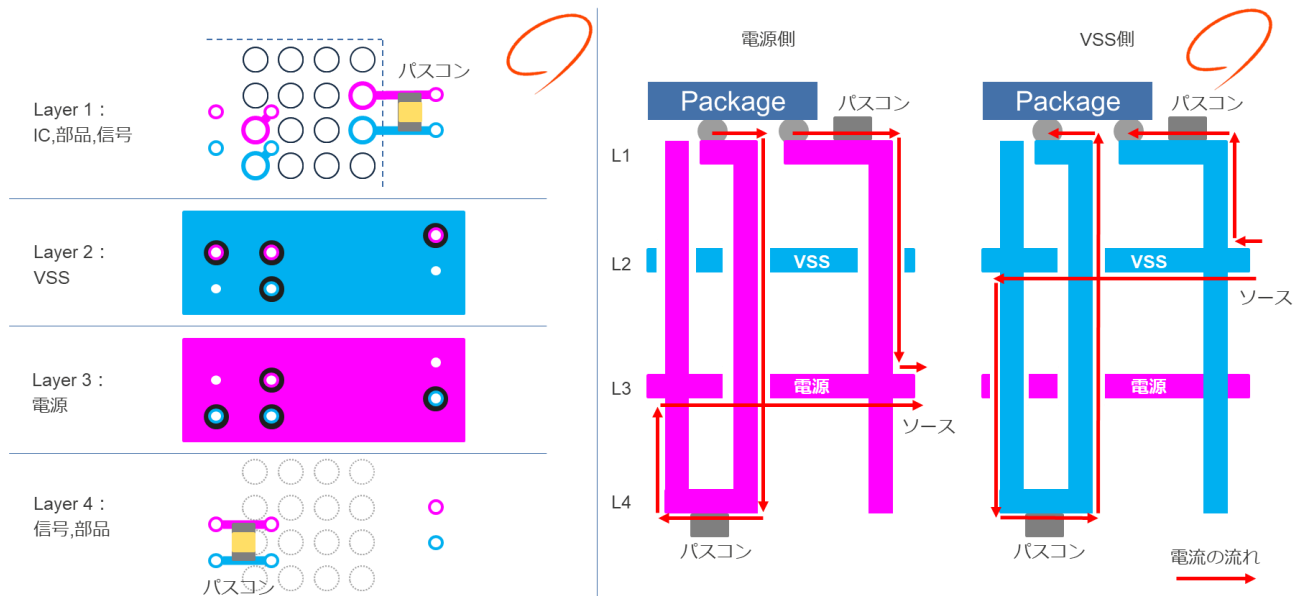 パスコン
Layer 1：
IC,部品,信号
Layer 2：
VSS
Layer 3：
電源
Layer 4：
信号,部品
パスコン
電源側
VSS側
Package
パスコン
Package
パスコン
L1
L2
VSS
VSS
ソース
L3
電源
電源
ソース
L4
パスコン
パスコン
電流の流れ